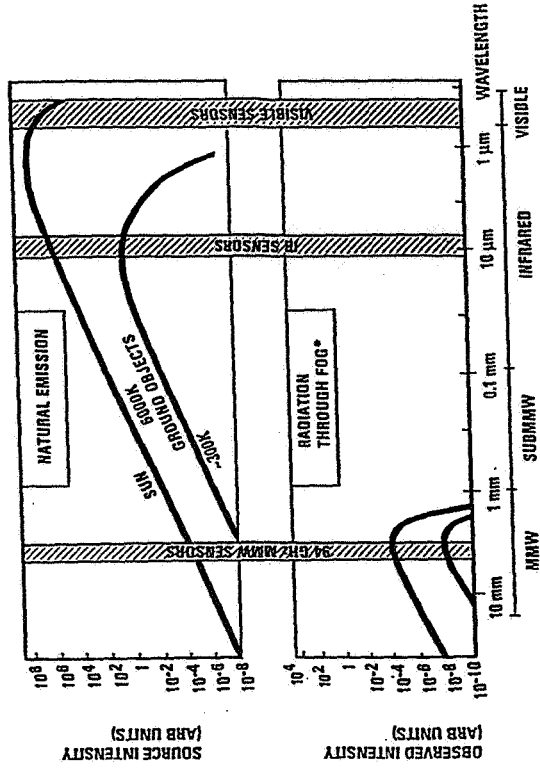 SOURCE INTENSITY
(ARB UNITS)
10^8
10^6
10^4
10^2
1
10^-2
10^-4
10^-6
10^-8
NATURAL EMISSION
SUN
6000K
GROUND OBJECTS
~300K
94 GHz MMW SENSORS
IR SENSORS
VISIBLE SENSORS
OBSERVED INTENSITY
(ARB UNITS)
10^4
10^2
1
10^-2
10^-4
10^-6
10^-8
10^-10
RADIATION
THROUGH FOG*
10 mm
1 mm
0.1 mm
10 µm
1 µm
WAVELENGTH
MMW
SUBMMW
INFRARED
VISIBLE